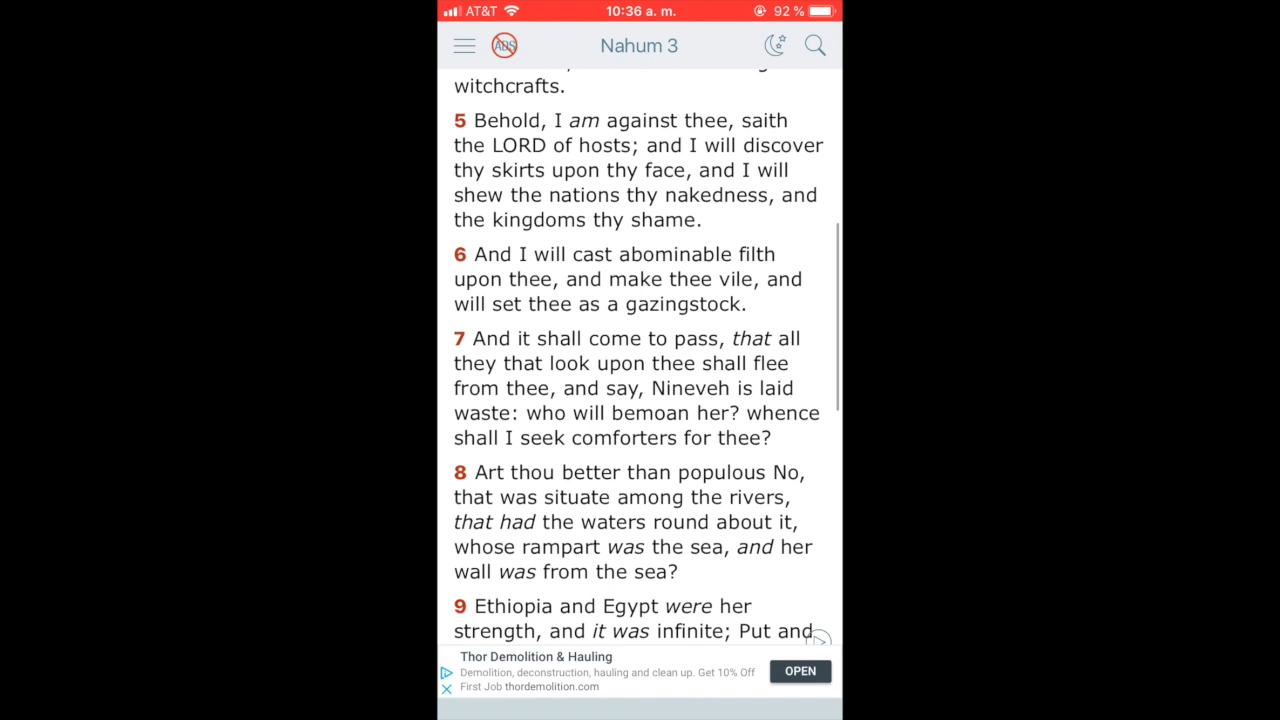 AT&T 10:36 a. m. 92 %
ADS Nahum 3
witchcrafts.
5 Behold, I am against thee, saith
the LORD of hosts; and I will discover
thy skirts upon thy face, and I will
shew the nations thy nakedness, and
the kingdoms thy shame.
6 And I will cast abominable filth
upon thee, and make thee vile, and
will set thee as a gazingstock.
7 And it shall come to pass, that all
they that look upon thee shall flee
from thee, and say, Nineveh is laid
waste: who will bemoan her? whence
shall I seek comforters for thee?
8 Art thou better than populous No,
that was situate among the rivers,
that had the waters round about it,
whose rampart was the sea, and her
wall was from the sea?
9 Ethiopia and Egypt were her
strength, and it was infinite; Put and
Thor Demolition & Hauling
Demolition, deconstruction, hauling and clean up. Get 10% Off
First Job thordemolition.com
OPEN